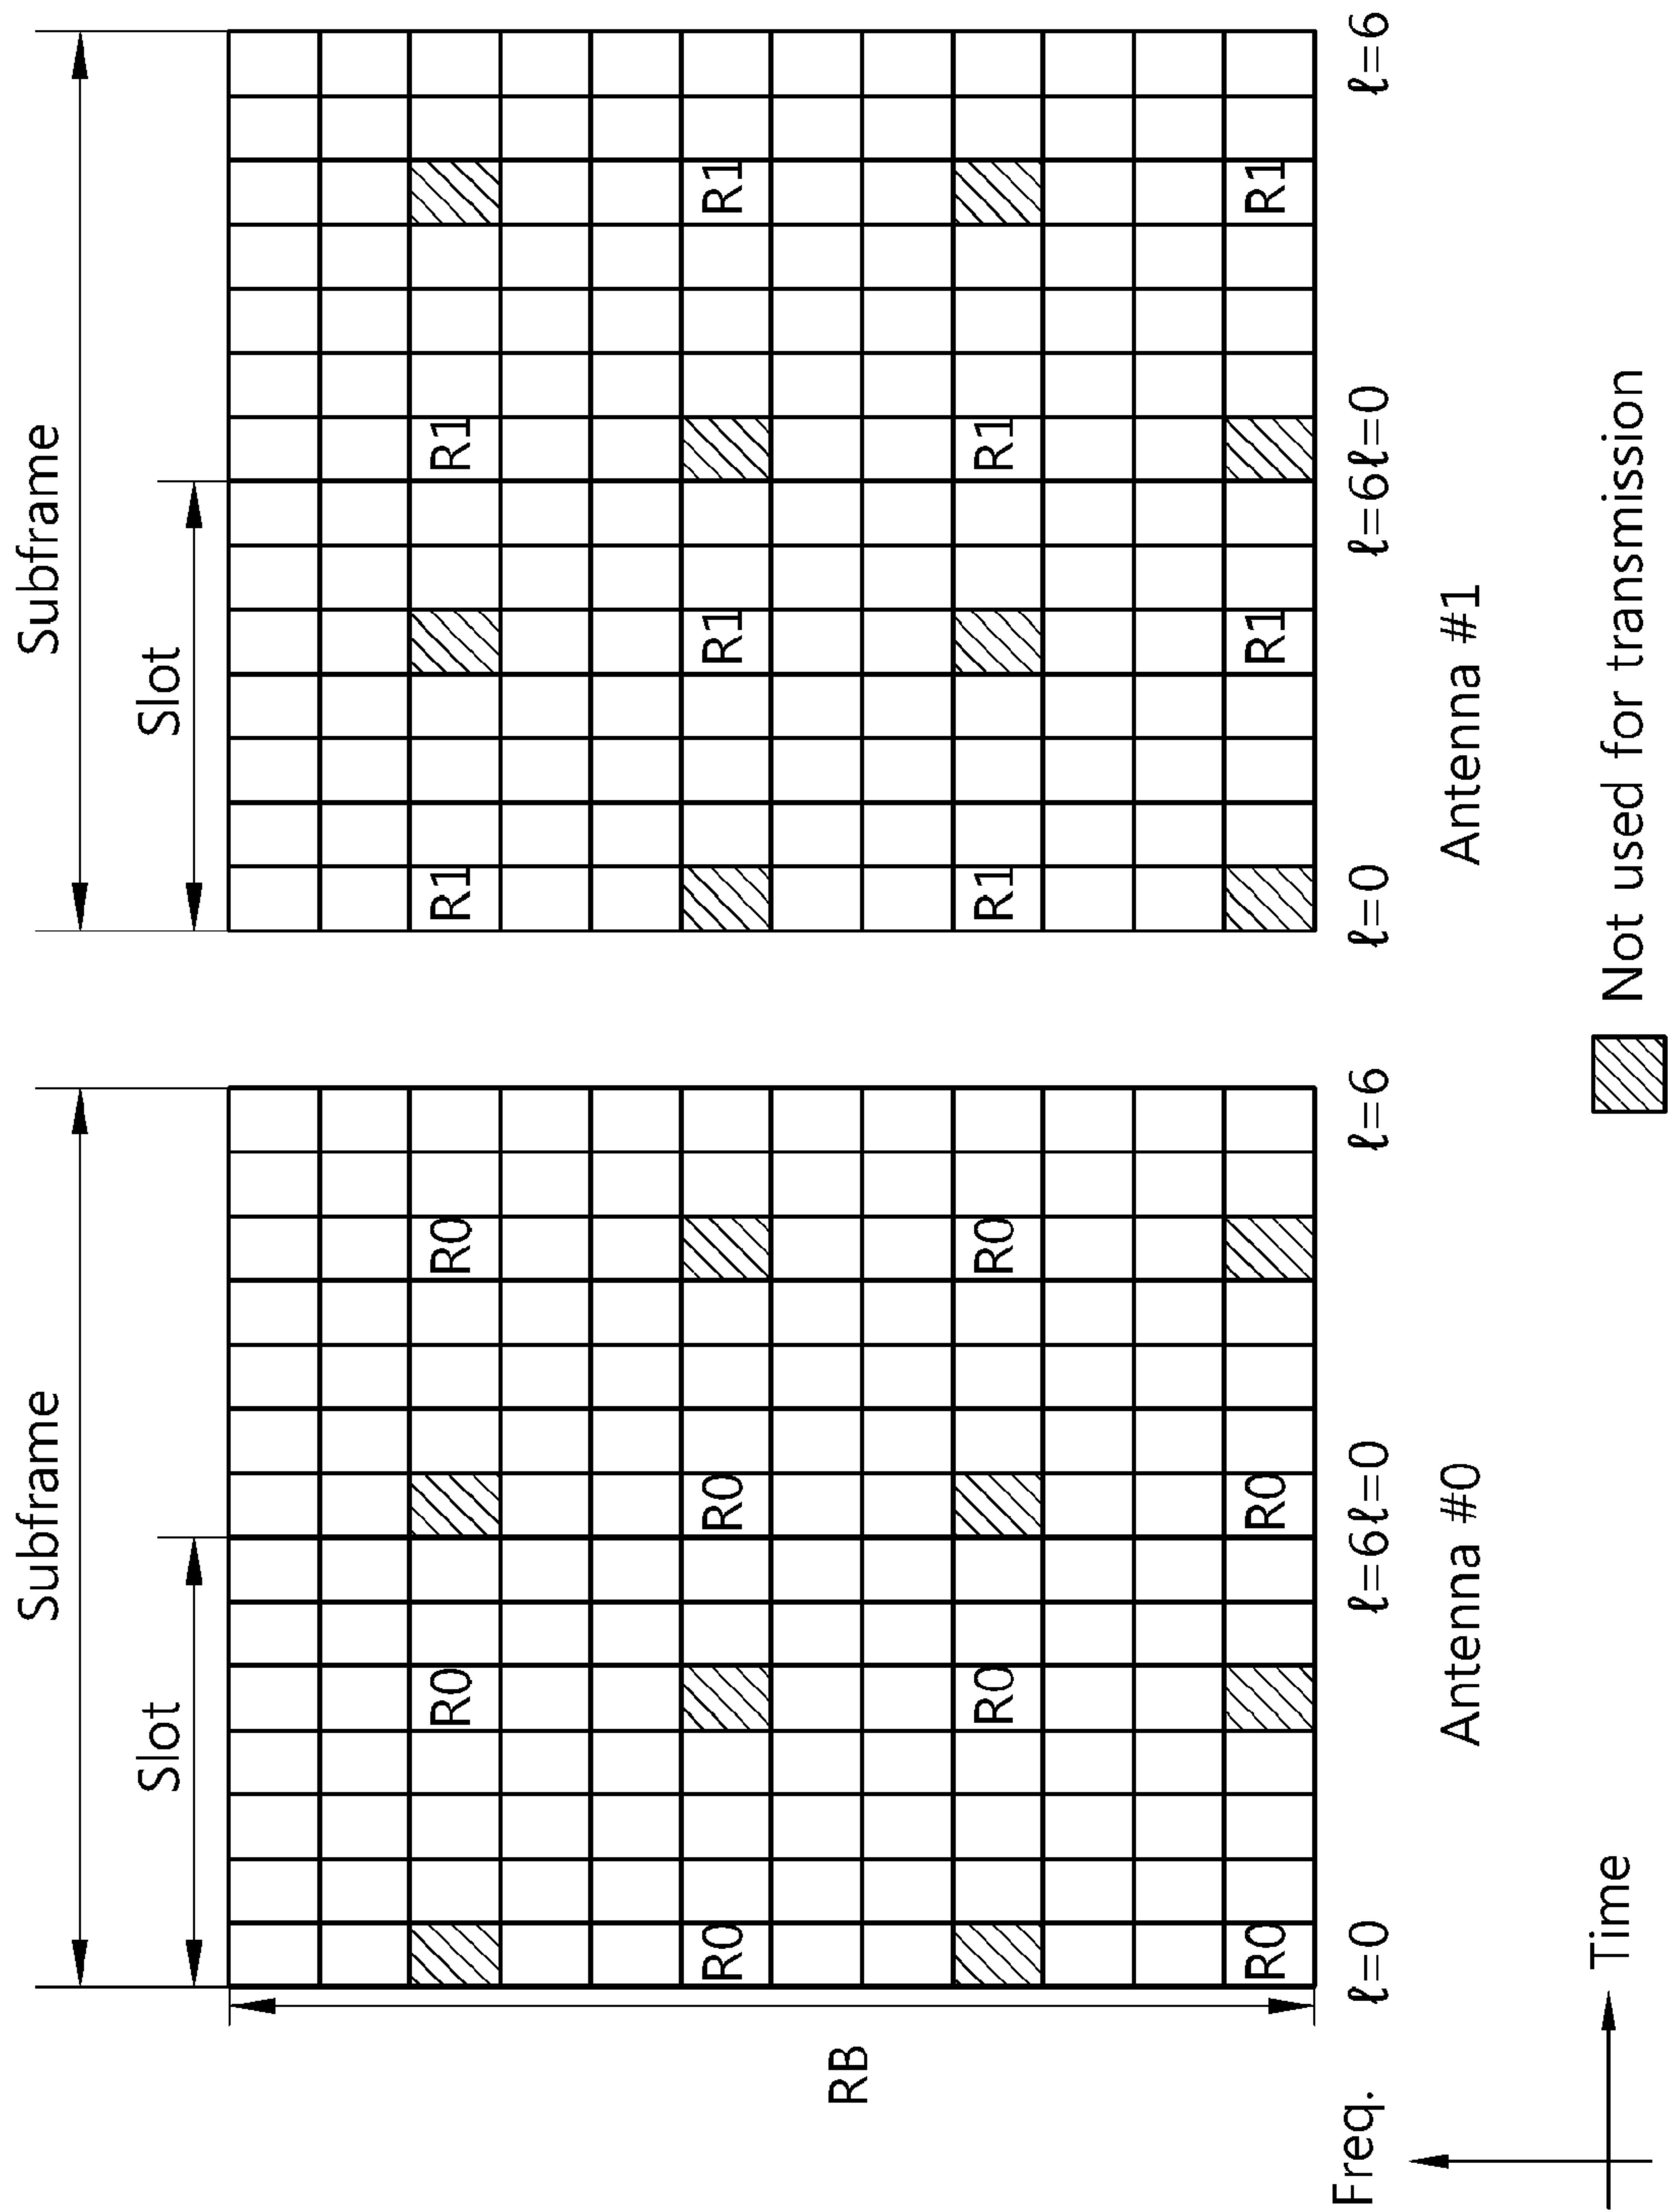 Subframe Subframe
Slot Slot
R0 R0 R1 R1
R0 R0 R1 R1
RB
R0 R0 R1 R1
R0 R0 R1 R1
ℓ=0 ℓ=6ℓ=0 ℓ=6 ℓ=0 ℓ=6ℓ=0 ℓ=6
Freq.
Antenna #0 Antenna #1
Time
Not used for transmission